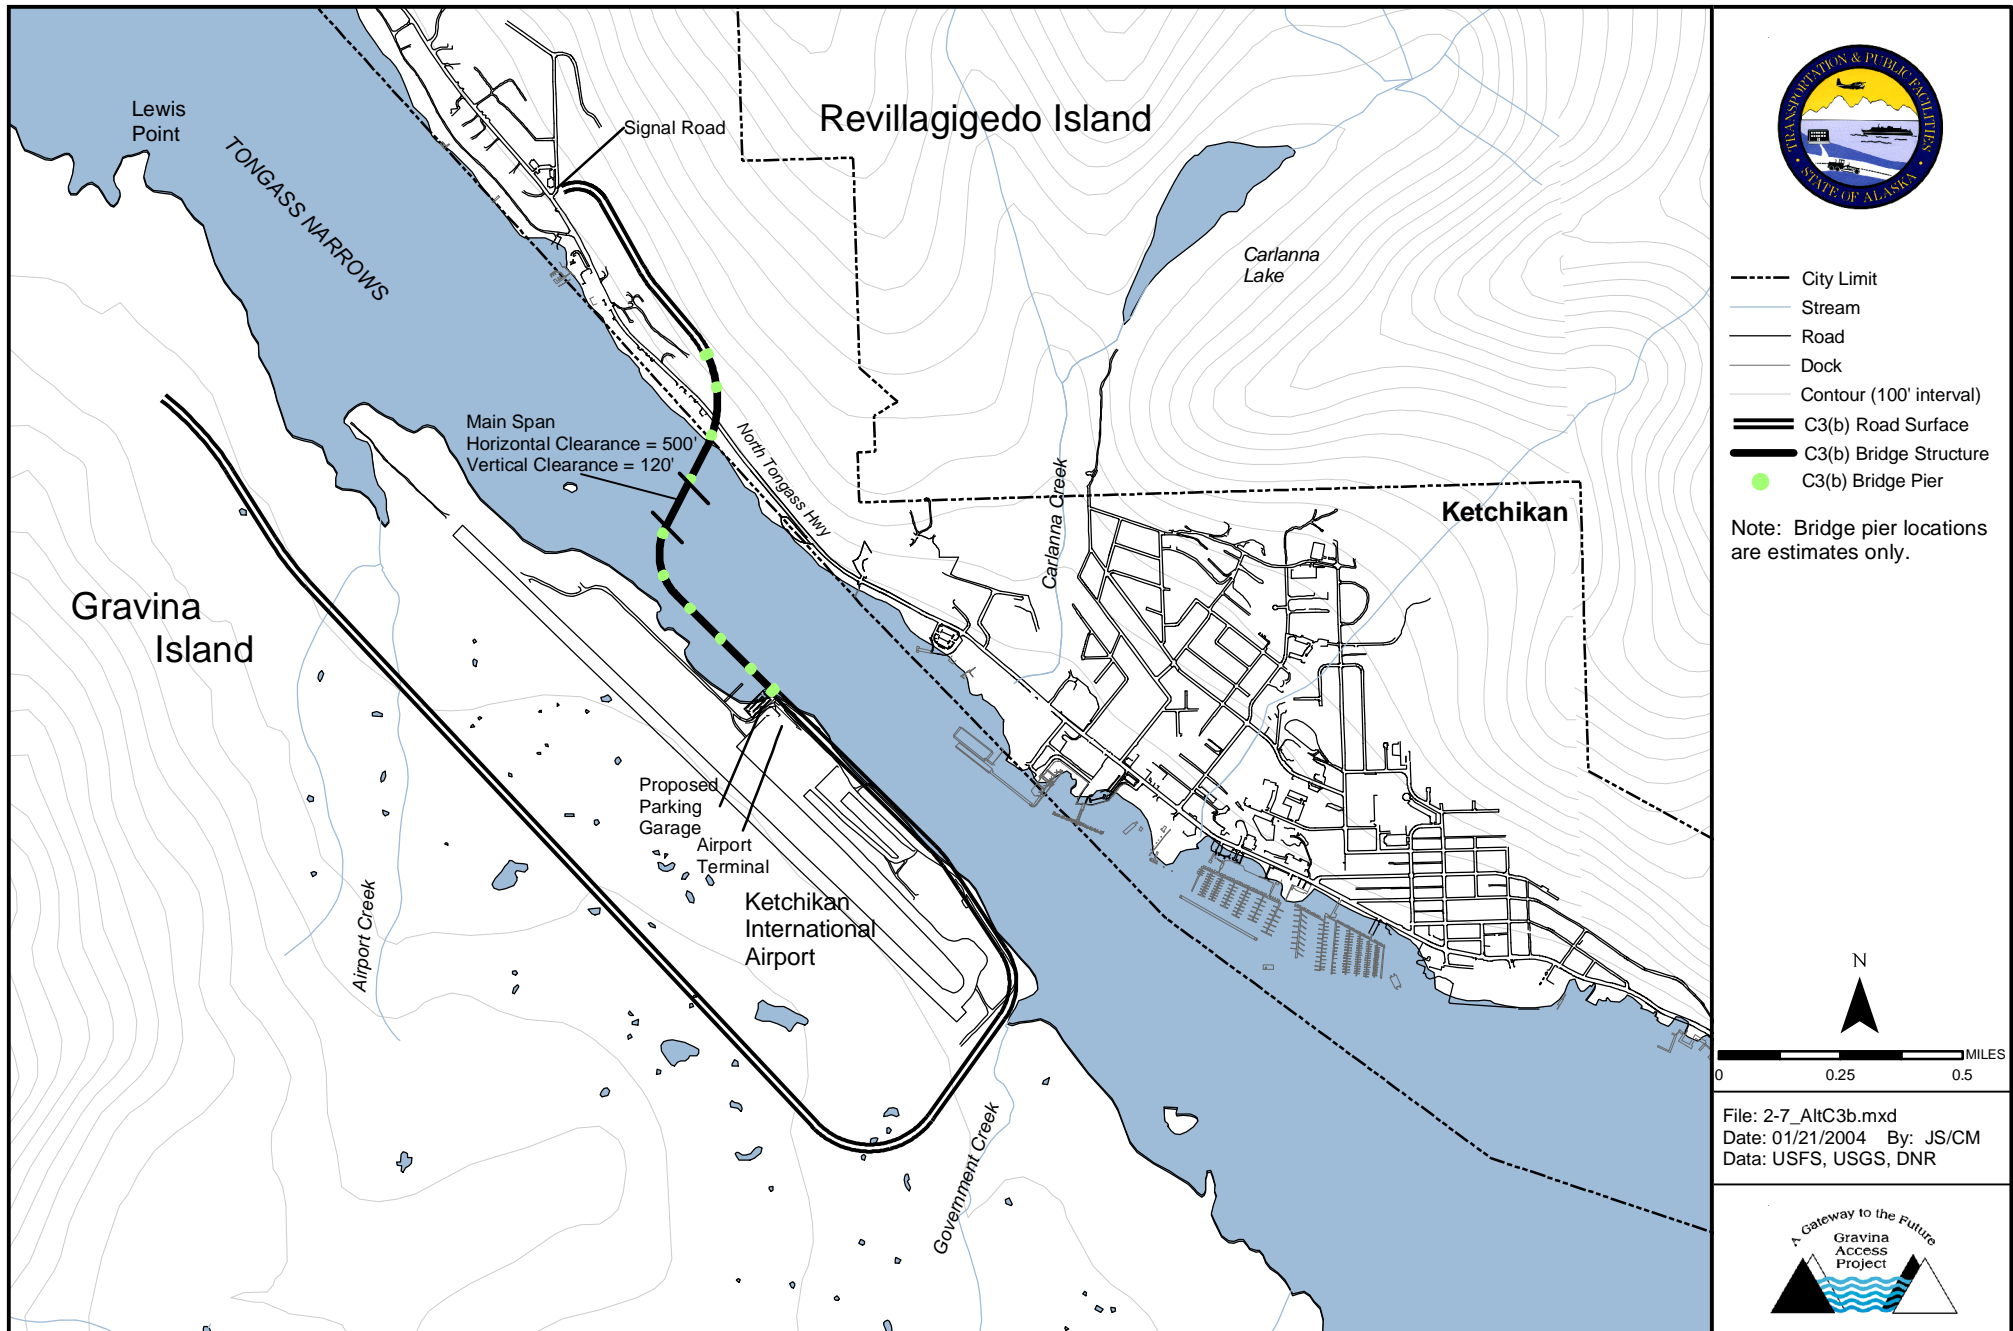 Lewis
Point
TONGASS NARROWS
Signal Road
Revillagigedo Island
Carlanna
Lake
Main Span
Horizontal Clearance = 500'
Vertical Clearance = 120'
North Tongass Hwy
Carlanna Creek
Ketchikan
Gravina
Island
Proposed
Parking
Garage
Airport
Terminal
Ketchikan
International
Airport
Airport Creek
Government Creek
TRANSPORTATION & PUBLIC FACILITIES
STATE OF ALASKA
City Limit
Stream
Road
Dock
Contour (100' interval)
C3(b) Road Surface
C3(b) Bridge Structure
C3(b) Bridge Pier
Note: Bridge pier locations
are estimates only.
N
MILES
0 0.25 0.5
File: 2-7_AltC3b.mxd
Date: 01/21/2004 By: JS/CM
Data: USFS, USGS, DNR
A Gateway to the Future
Gravina
Access
Project